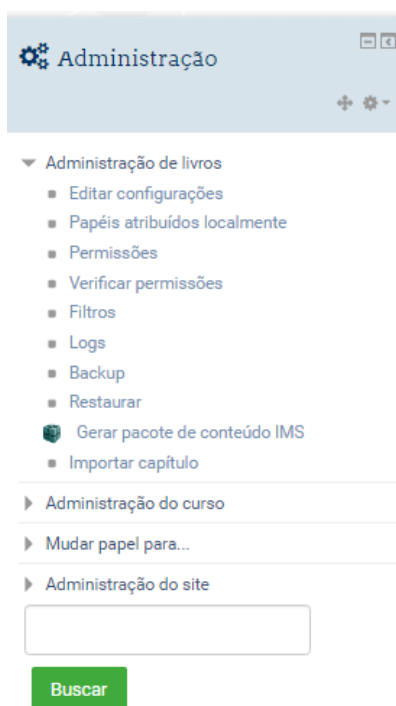 Administração
Administração de livros
Editar configurações
Papéis atribuídos localmente
Permissões
Verificar permissões
Filtros
Logs
Backup
Restaurar
Gerar pacote de conteúdo IMS
Importar capítulo
Administração do curso
Mudar papel para...
Administração do site
Buscar